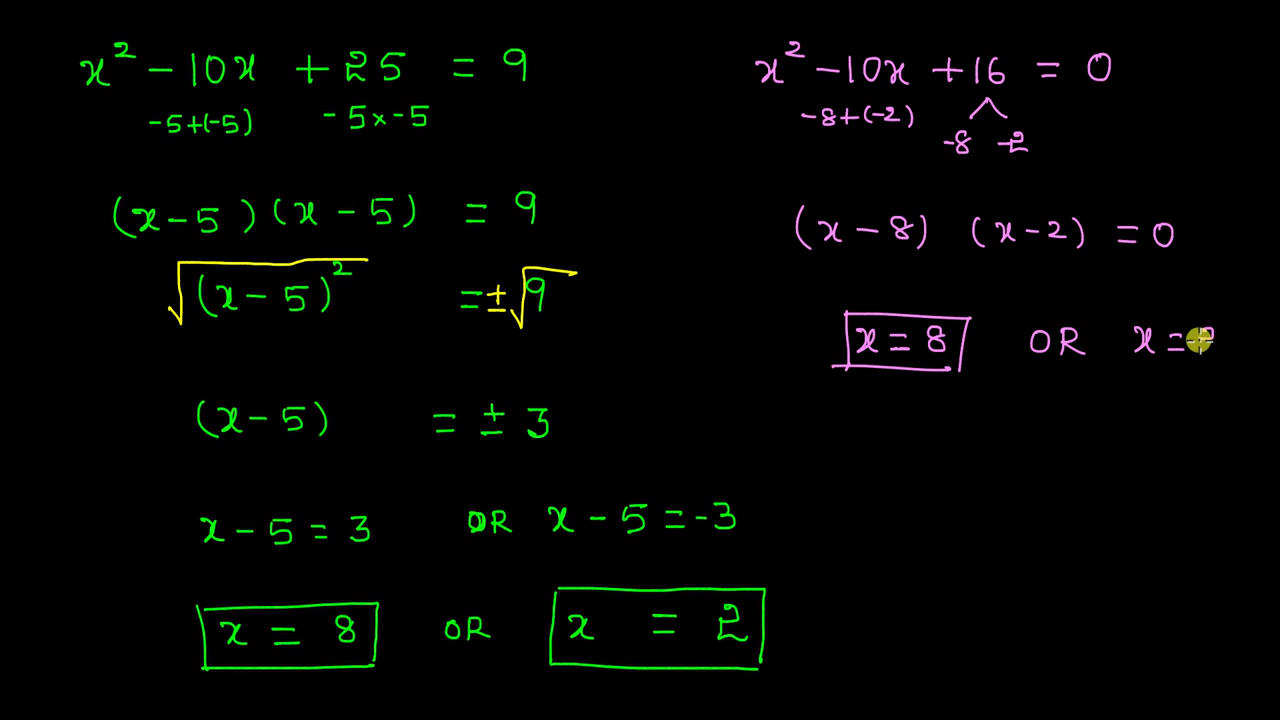 x² - 10x + 25 = 9
-5+(-5) -5×-5
(x-5)(x-5) = 9
√(x-5)² = ±√9
(x-5) = ±3
x-5=3 OR x-5=-3
x = 8 OR x = 2
x² - 10x + 16 = 0
-8+(-2)
-8 -2
(x-8) (x-2) = 0
x = 8 OR x =